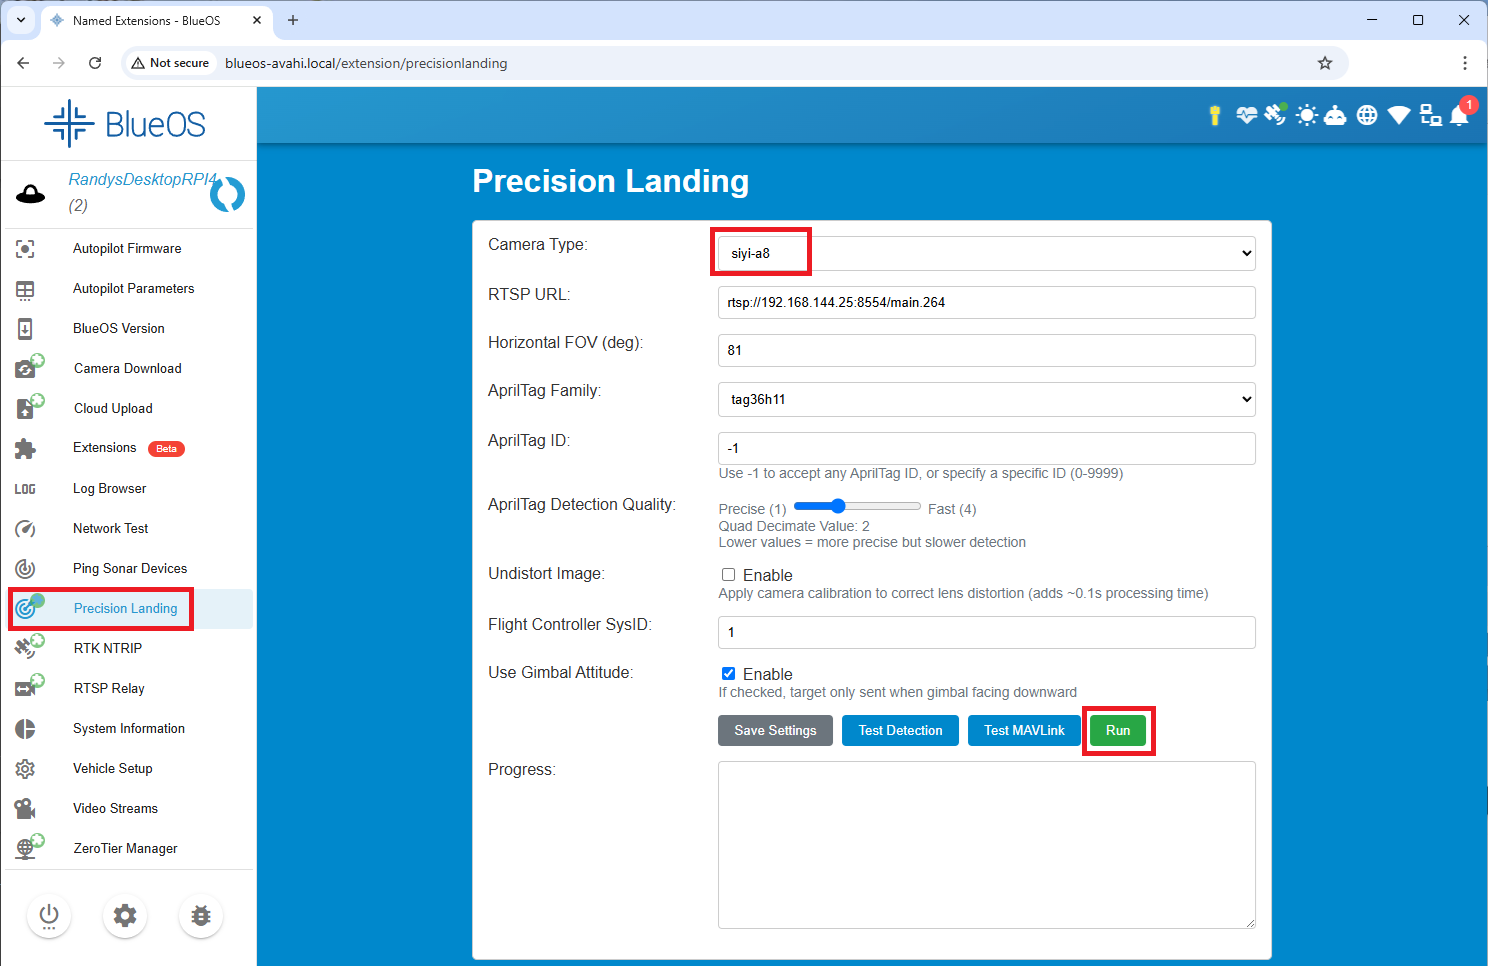 Named Extensions - BlueOS
Not secure
blueos-avahi.local/extension/precisionlanding
BlueOS
1
RandysDesktopRPI4
(2)
Autopilot Firmware
Autopilot Parameters
BlueOS Version
Camera Download
Cloud Upload
Extensions Beta
LOG Log Browser
Network Test
Ping Sonar Devices
Precision Landing
RTK NTRIP
RTSP Relay
System Information
Vehicle Setup
Video Streams
ZeroTier Manager
Precision Landing
Camera Type: siyi-a8
RTSP URL: rtsp://192.168.144.25:8554/main.264
Horizontal FOV (deg): 81
AprilTag Family: tag36h11
AprilTag ID: -1
Use -1 to accept any AprilTag ID, or specify a specific ID (0-9999)
AprilTag Detection Quality: Precise (1) Fast (4)
Quad Decimate Value: 2
Lower values = more precise but slower detection
Undistort Image: Enable
Apply camera calibration to correct lens distortion (adds ~0.1s processing time)
Flight Controller SysID: 1
Use Gimbal Attitude: Enable
If checked, target only sent when gimbal facing downward
Save Settings Test Detection Test MAVLink Run
Progress: